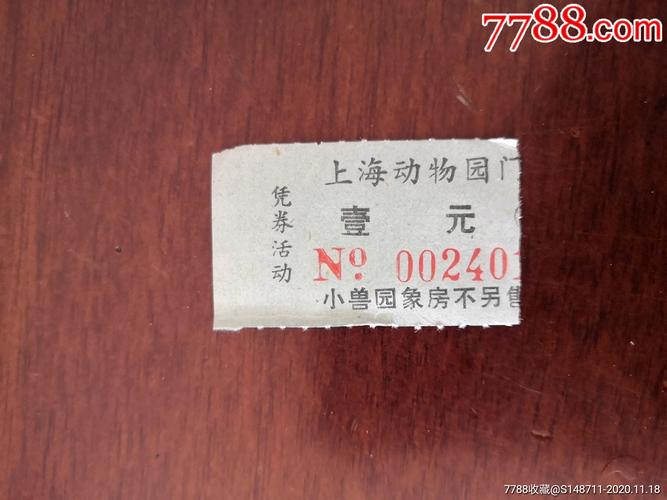 7788.com
上海动物园门
凭券活动
壹元
No 002401
小兽园象房不另售
7788收藏@S148711-2020.11.18